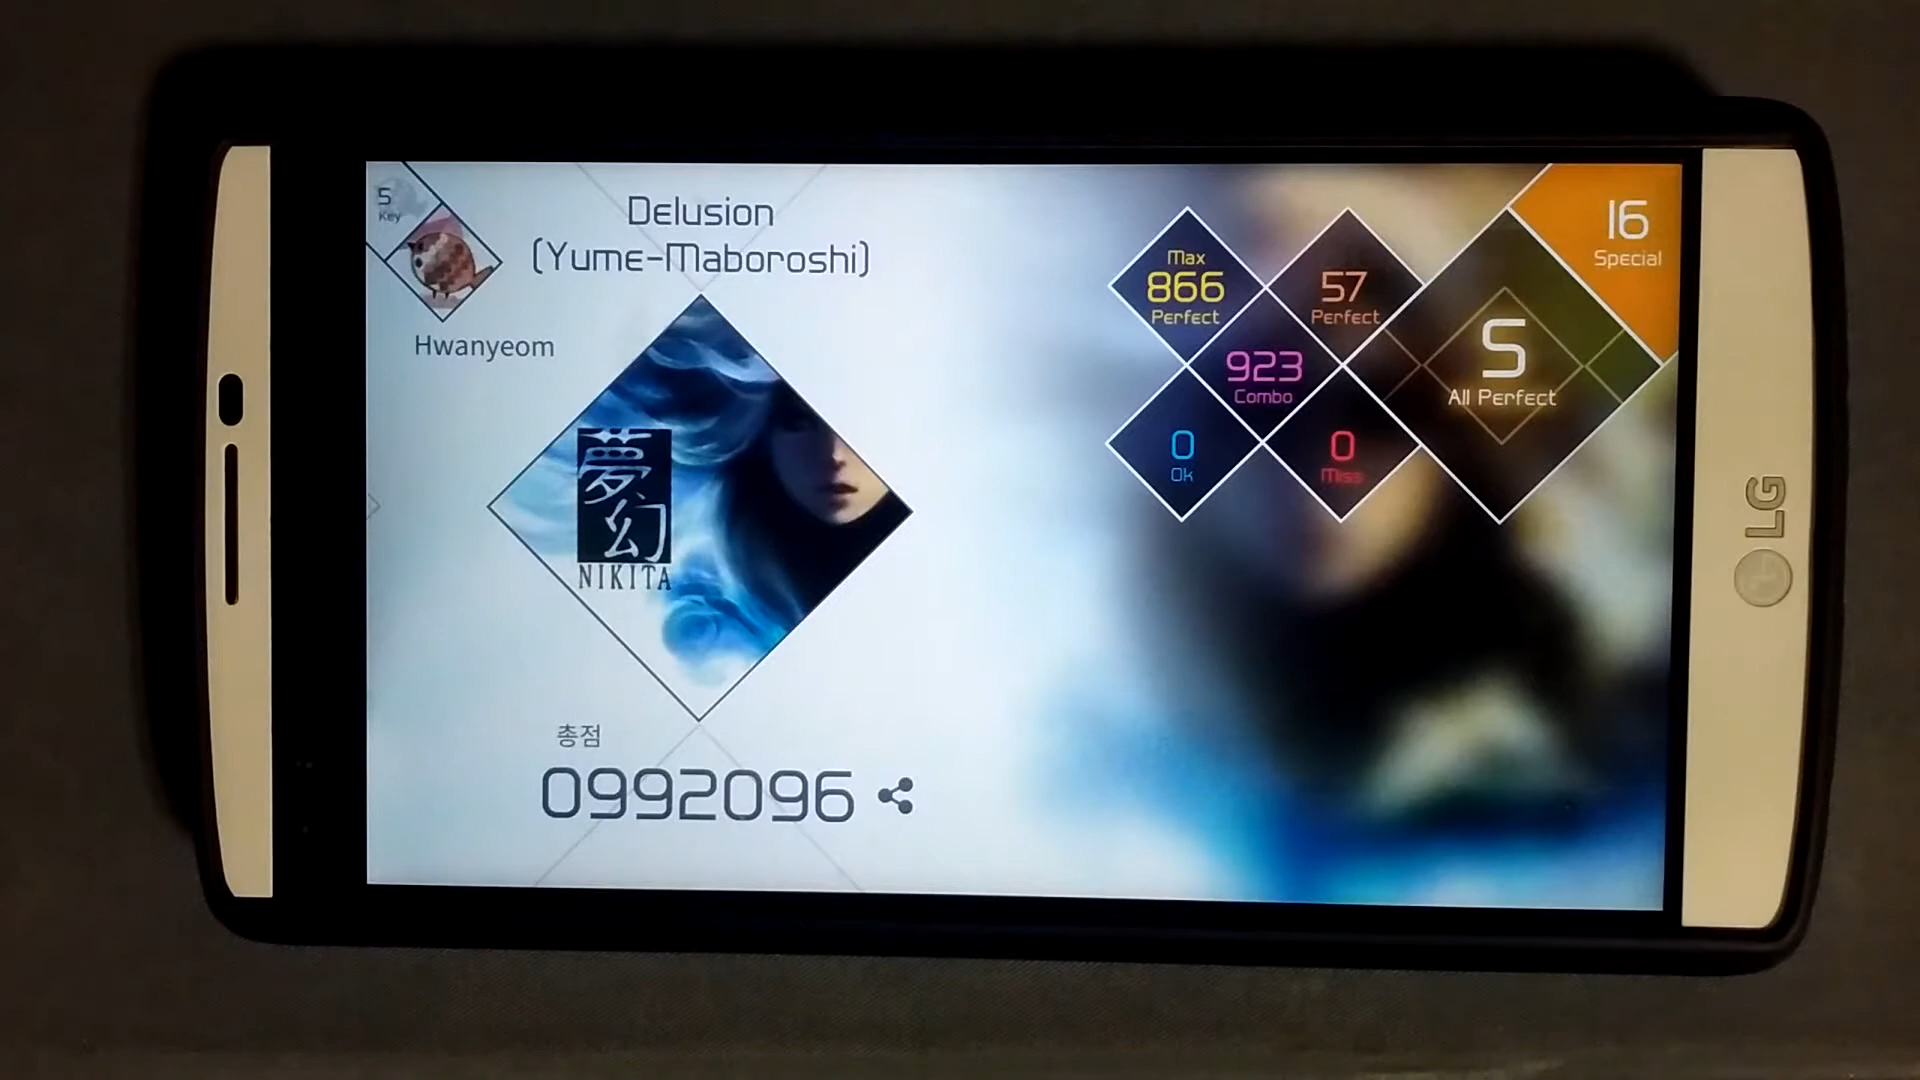 5
Key
Hwanyeom
Delusion
(Yume-Maboroshi)
夢
幻
NIKITA
총점
0992096
Max
866
Perfect
57
Perfect
923
Combo
0
Ok
0
Miss
S
All Perfect
16
Special
LG